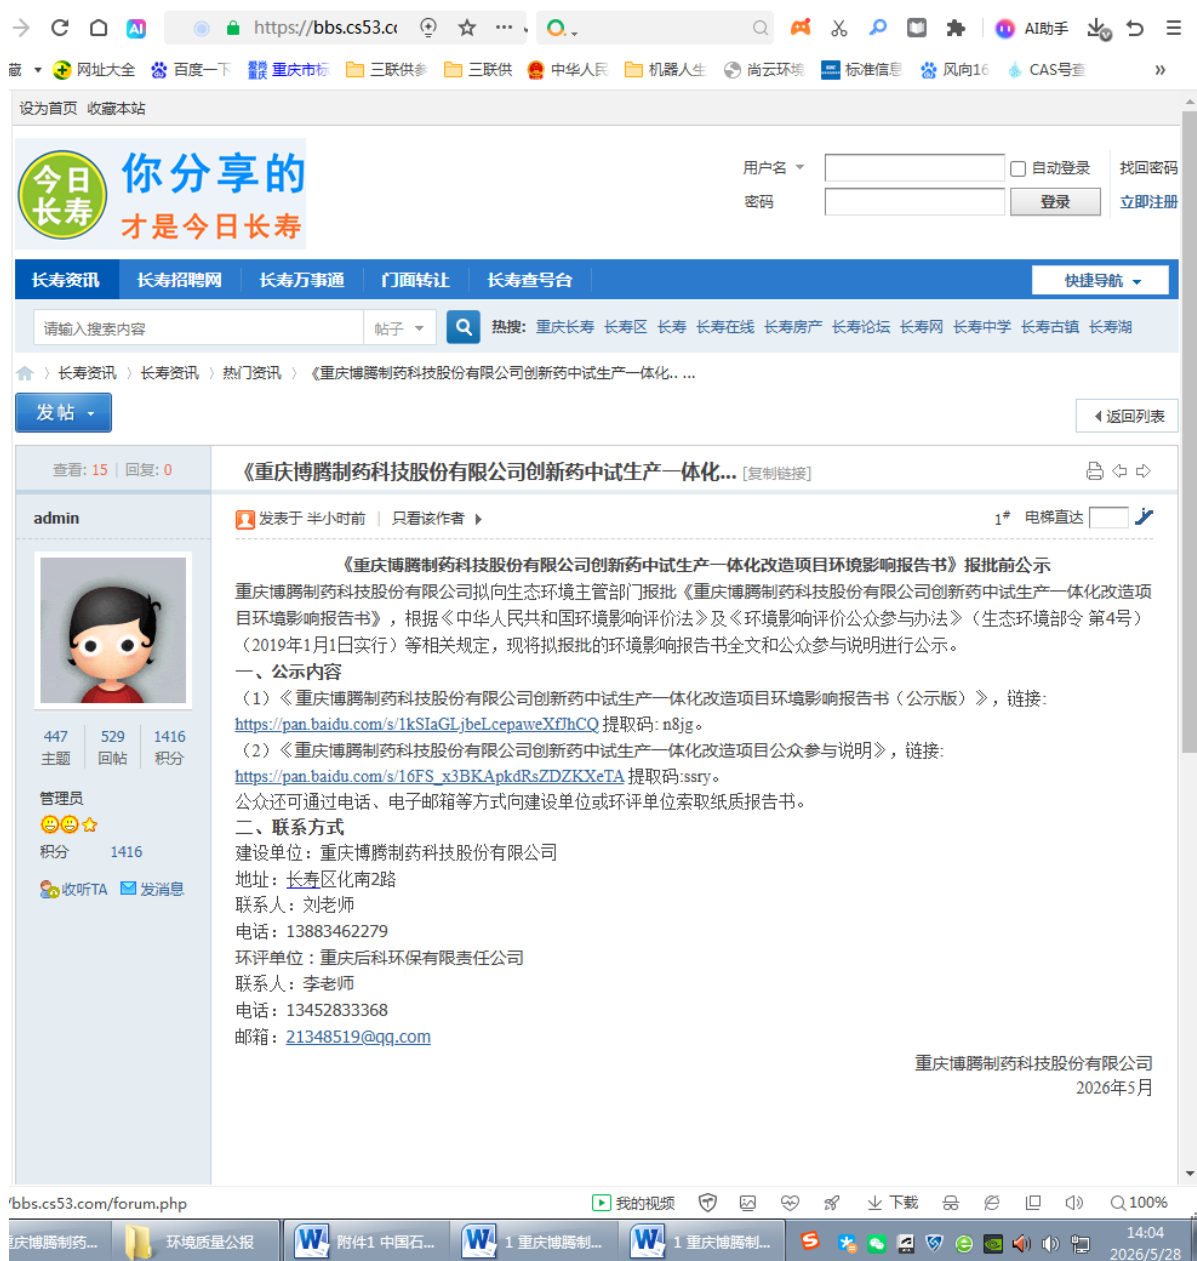 https://bbs.cs53.cc
AI助手
藏 网址大全 百度一下 重庆市标 三联供参 三联供 中华人民 机器人生 尚云环境 标准信息 风向16 CAS号查 »
设为首页 收藏本站
今日长寿
你分享的
才是今日长寿
用户名 自动登录 找回密码
密码 登录 立即注册
长寿资讯 长寿招聘网 长寿万事通 门面转让 长寿查号台 快捷导航
请输入搜索内容 帖子 热搜: 重庆长寿 长寿区 长寿 长寿在线 长寿房产 长寿论坛 长寿网 长寿中学 长寿古镇 长寿湖
〉长寿资讯 〉长寿资讯 〉热门资讯 〉《重庆博腾制药科技股份有限公司创新药中试生产一体化.. ...
发帖 返回列表
查看: 15 | 回复: 0
《重庆博腾制药科技股份有限公司创新药中试生产一体化... [复制链接]
admin
发表于 半小时前 | 只看该作者
1# 电梯直达
《重庆博腾制药科技股份有限公司创新药中试生产一体化改造项目环境影响报告书》报批前公示
重庆博腾制药科技股份有限公司拟向生态环境主管部门报批《重庆博腾制药科技股份有限公司创新药中试生产一体化改造项
目环境影响报告书》，根据《中华人民共和国环境影响评价法》及《环境影响评价公众参与办法》（生态环境部令 第4号）
（2019年1月1日实行）等相关规定，现将拟报批的环境影响报告书全文和公众参与说明进行公示。
一、公示内容
（1）《重庆博腾制药科技股份有限公司创新药中试生产一体化改造项目环境影响报告书（公示版）》，链接:
https://pan.baidu.com/s/1kSIaGLjbeLcepaweXfJhCQ 提取码: n8jg。
（2）《重庆博腾制药科技股份有限公司创新药中试生产一体化改造项目公众参与说明》，链接:
https://pan.baidu.com/s/16FS_x3BKApkdRsZDZKXeTA 提取码:ssry。
公众还可通过电话、电子邮箱等方式向建设单位或环评单位索取纸质报告书。
二、联系方式
建设单位：重庆博腾制药科技股份有限公司
地址：长寿区化南2路
联系人：刘老师
电话：13883462279
环评单位：重庆后科环保有限责任公司
联系人：李老师
电话：13452833368
邮箱：21348519@qq.com
重庆博腾制药科技股份有限公司
2026年5月
447 529 1416
主题 回帖 积分
管理员
积分 1416
收听TA 发消息
/bbs.cs53.com/forum.php
我的视频 下载 100%
重庆博腾制药... 环境质量公报 附件1 中国石... 1 重庆博腾制... 1 重庆博腾制...
14:04
2026/5/28